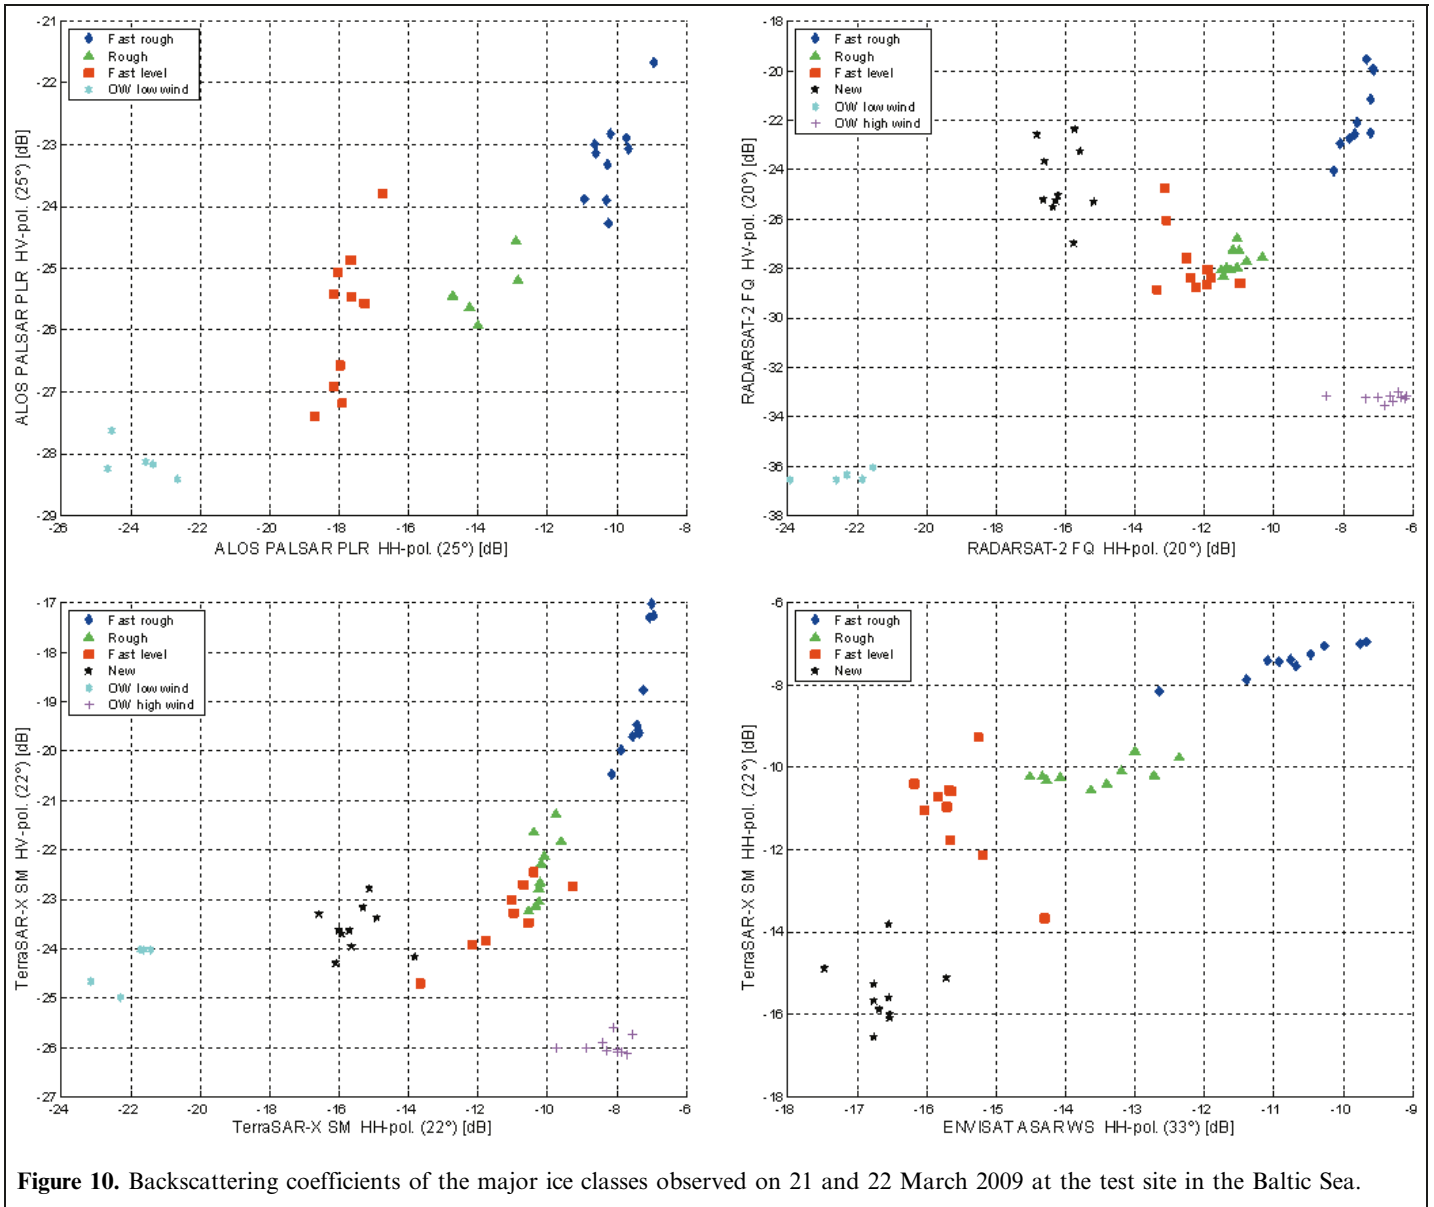 -21
-22
-23
-24
-25
-26
-27
-28
-29
ALOS PALSAR PLR HV-pol. (25°) [dB]
Fast rough
Rough
Fast level
OW low wind
-26 -24 -22 -20 -18 -16 -14 -12 -10 -8
ALOS PALSAR PLR HH-pol. (25°) [dB]
-18
-20
-22
-24
-26
-28
-30
-32
-34
-36
-38
RADARSAT-2 FQ HV-pol. (20°) [dB]
Fast rough
Rough
Fast level
New
OW low wind
OW high wind
-24 -22 -20 -18 -16 -14 -12 -10 -8 -6
RADARSAT-2 FQ HH-pol. (20°) [dB]
-17
-18
-19
-20
-21
-22
-23
-24
-25
-26
-27
TerraSAR-X SM HV-pol. (22°) [dB]
Fast rough
Rough
Fast level
New
OW low wind
OW high wind
-24 -22 -20 -18 -16 -14 -12 -10 -8 -6
TerraSAR-X SM HH-pol. (22°) [dB]
-6
-8
-10
-12
-14
-16
-18
TerraSAR-X SM HH-pol. (22°) [dB]
Fast rough
Rough
Fast level
New
-18 -17 -16 -15 -14 -13 -12 -11 -10 -9
ENVISAT ASAR WS HH-pol. (33°) [dB]
Figure 10. Backscattering coefficients of the major ice classes observed on 21 and 22 March 2009 at the test site in the Baltic Sea.